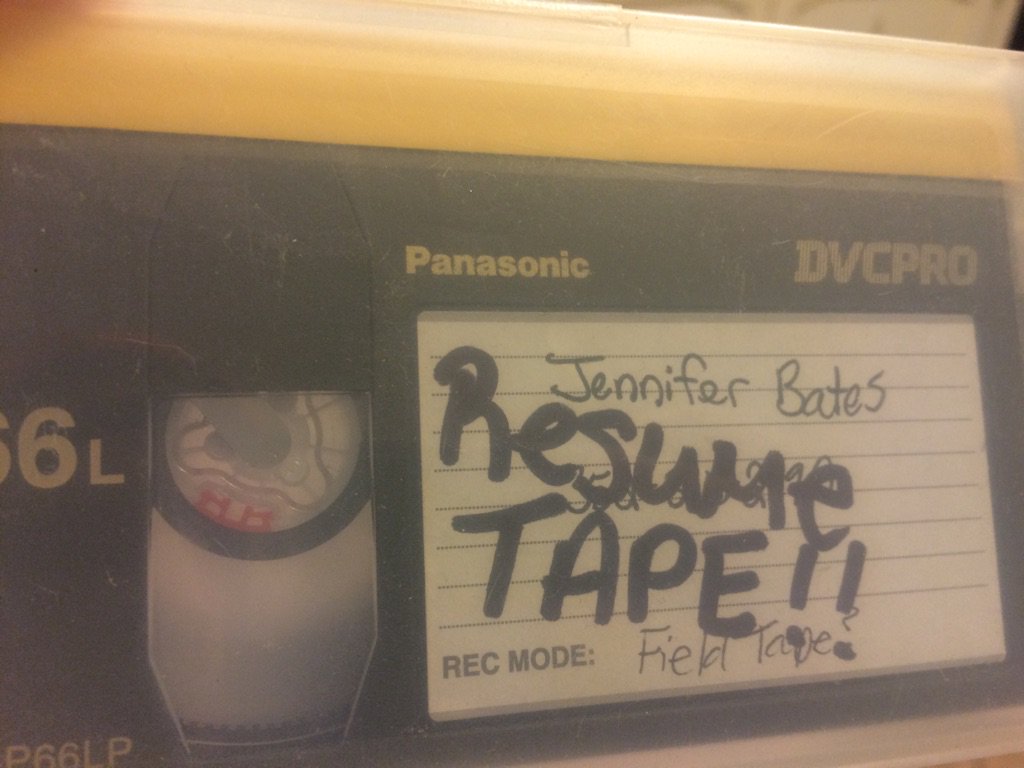 Panasonic
DVCPRO
Jennifer Bates
Resume
TAPE!!
REC MODE: Field Tape?
66L
P66LP